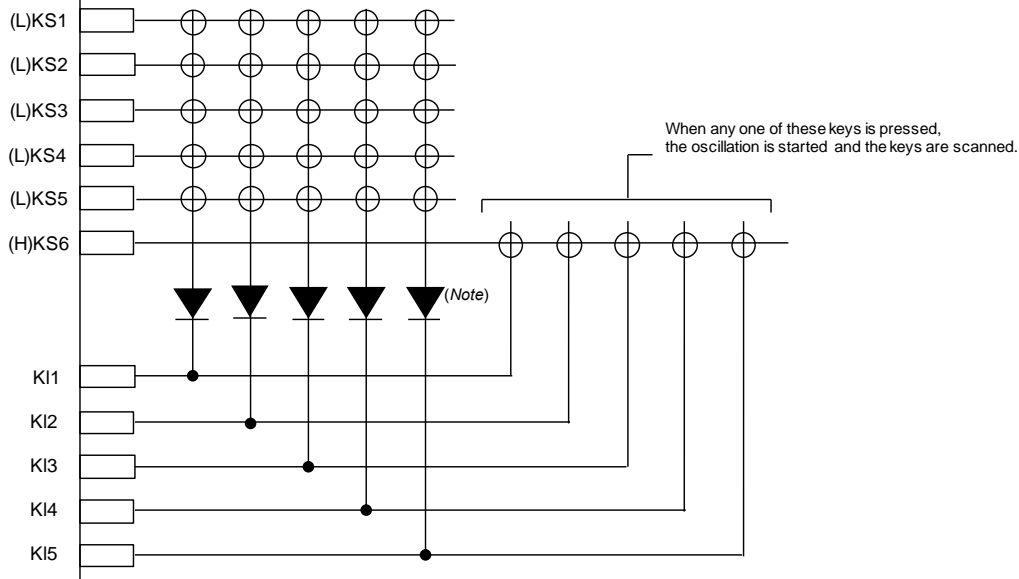 (L)KS1
(L)KS2
(L)KS3
(L)KS4
(L)KS5
(H)KS6
When any one of these keys is pressed,
the oscillation is started and the keys are scanned.
(Note)
KI1
KI2
KI3
KI4
KI5